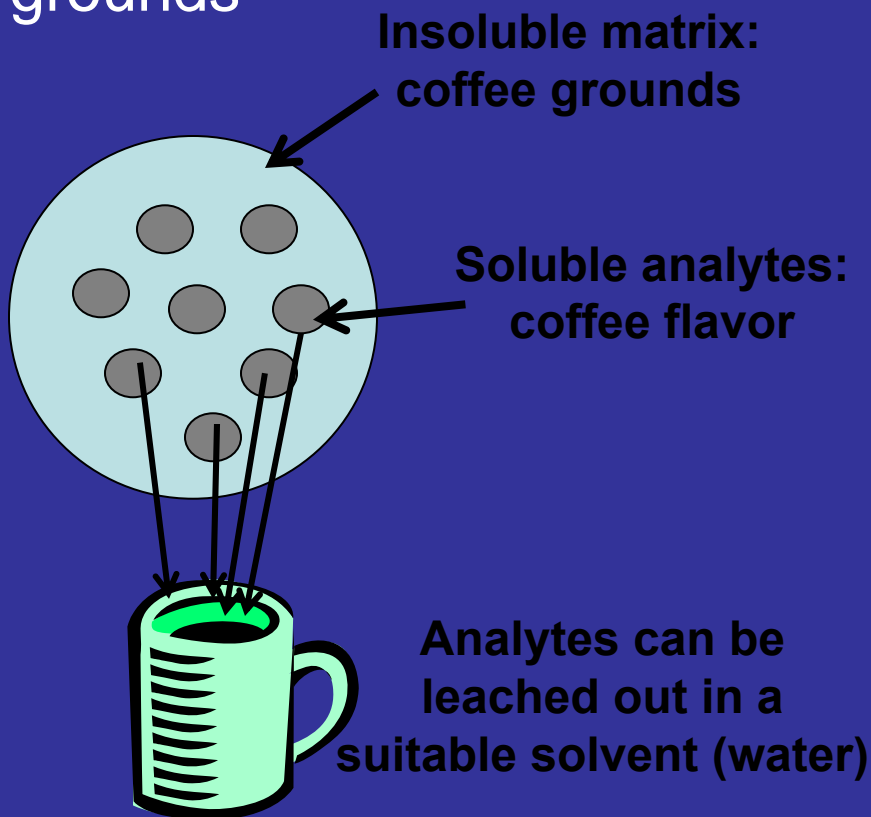 grounds
Insoluble matrix:
coffee grounds
Soluble analytes:
coffee flavor
Analytes can be
leached out in a
suitable solvent (water)